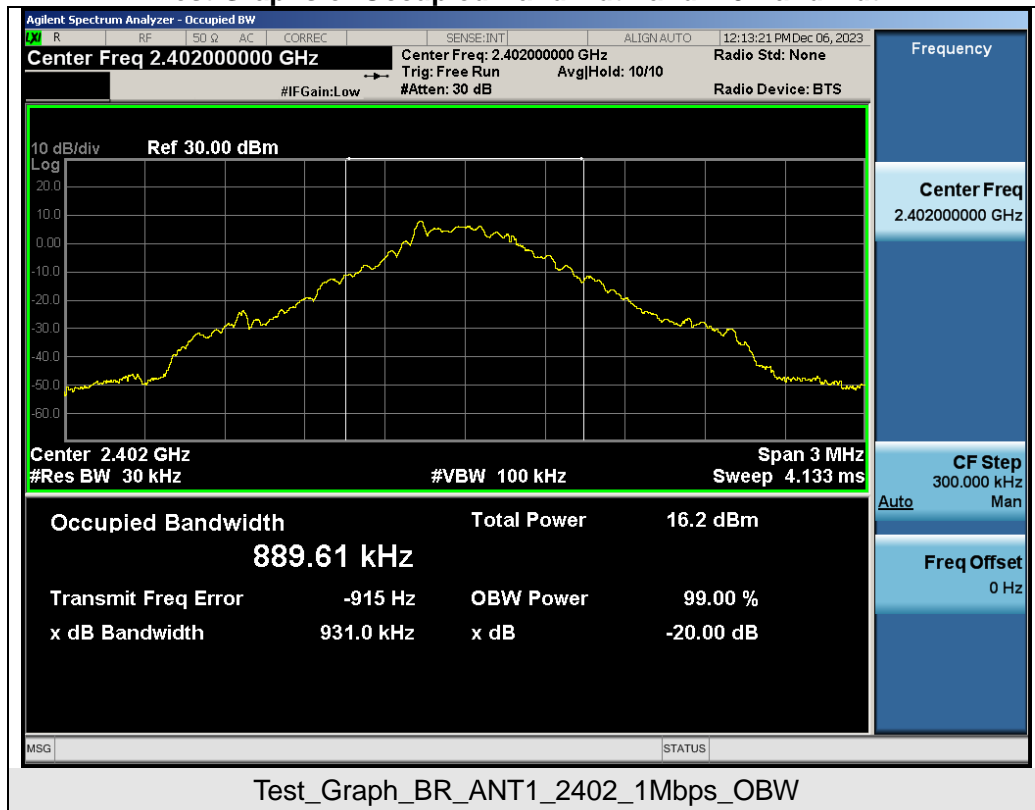 Agilent Spectrum Analyzer - Occupied BW
LXI R RF 50 Ω AC CORREC SENSE:INT ALIGN AUTO 12:13:21 PM Dec 06, 2023
Center Freq 2.402000000 GHz
Center Freq: 2.402000000 GHz
Radio Std: None
Trig: Free Run Avg|Hold: 10/10
#IFGain:Low #Atten: 30 dB Radio Device: BTS
10 dB/div Ref 30.00 dBm
Log
20.0
10.0
0.00
-10.0
-20.0
-30.0
-40.0
-50.0
-60.0
Center 2.402 GHz Span 3 MHz
#Res BW 30 kHz #VBW 100 kHz Sweep 4.133 ms
Occupied Bandwidth Total Power 16.2 dBm
889.61 kHz
Transmit Freq Error -915 Hz OBW Power 99.00 %
x dB Bandwidth 931.0 kHz x dB -20.00 dB
MSG STATUS
Frequency
Center Freq
2.402000000 GHz
CF Step
300.000 kHz
Auto Man
Freq Offset
0 Hz
Test_Graph_BR_ANT1_2402_1Mbps_OBW